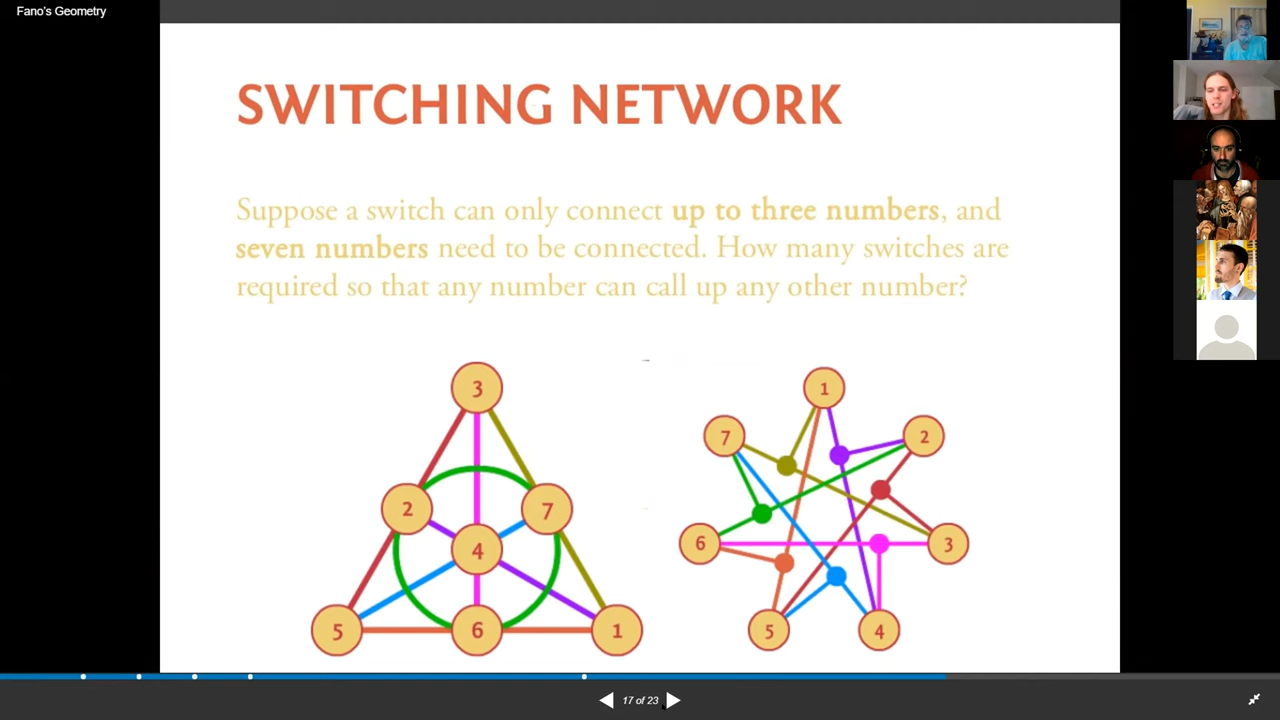 Fano's Geometry
SWITCHING NETWORK
Suppose a switch can only connect up to three numbers, and
seven numbers need to be connected. How many switches are
required so that any number can call up any other number?
3
2
7
4
5
6
1
1
7
2
6
3
5
4
17 of 23